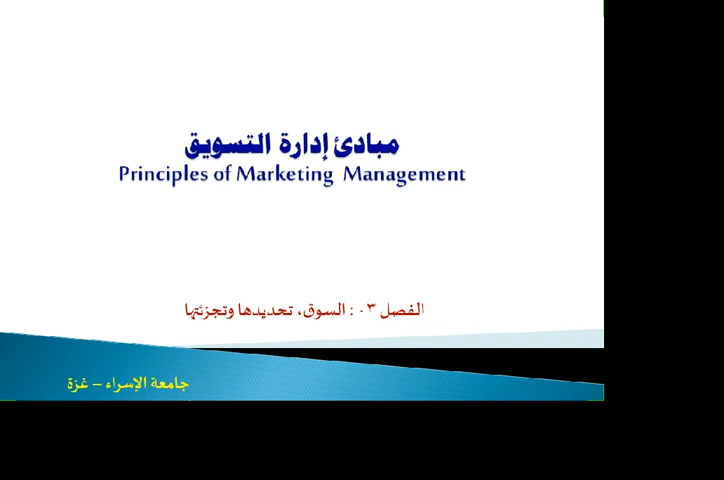 مبادئ إدارة التسويق
Principles of Marketing Management
الفصل ٠٣ : السوق، تحديدها وتجزئتها
جامعة الإسراء – غزة